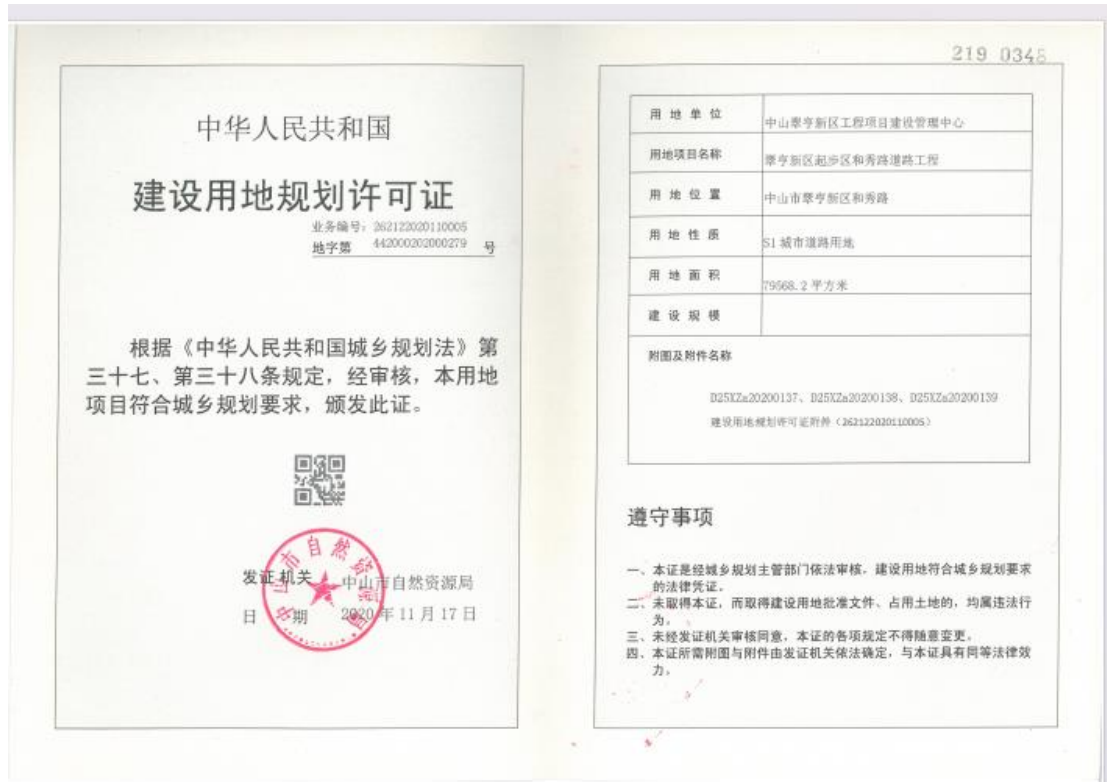 219 0348
中华人民共和国
建设用地规划许可证
业务编号：262122020110005
地字第 442000202000279 号
根据《中华人民共和国城乡规划法》第
三十七、第三十八条规定，经审核，本用地
项目符合城乡规划要求，颁发此证。
中山市自然资源局
发证机关 中山市自然资源局
日 期 2020年11月17日
用地单位 中山翠亨新区工程项目建设管理中心
用地项目名称 翠亨新区起步区和秀路道路工程
用地位置 中山市翠亨新区和秀路
用地性质 S1城市道路用地
用地面积 79568.2平方米
建设规模
附图及附件名称
D25XZa20200137、D25XZa20200138、D25XZa20200139
建设用地规划许可证附件（262122020110005）
遵守事项
一、本证是经城乡规划主管部门依法审核，建设用地符合城乡规划要求
的法律凭证。
二、未取得本证，而取得建设用地批准文件、占用土地的，均属违法行
为。
三、未经发证机关审核同意，本证的各项规定不得随意变更。
四、本证所需附图与附件由发证机关依法确定，与本证具有同等法律效
力。